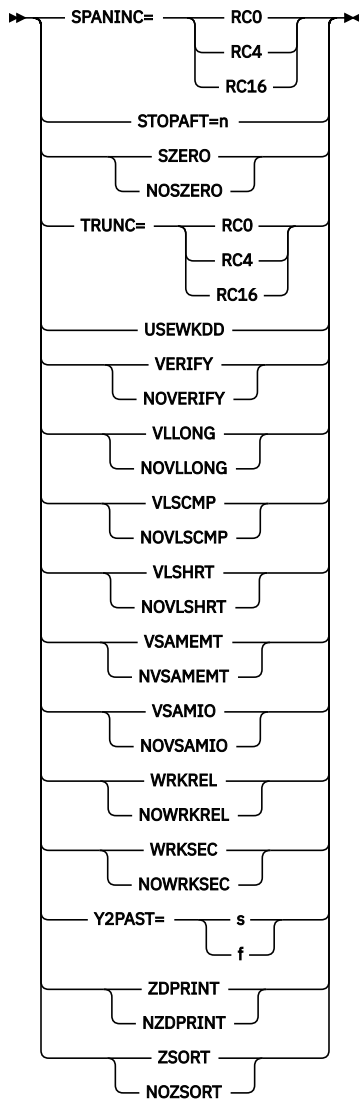 SPANINC= RC0
RC4
RC16
STOPAFT=n
SZERO
NOSZERO
TRUNC= RC0
RC4
RC16
USEWKDD
VERIFY
NOVERIFY
VLLONG
NOVLLONG
VLSCMP
NOVLSCMP
VLSHRT
NOVLSHRT
VSAMEMT
NVSAMEMT
VSAMIO
NOVSAMIO
WRKREL
NOWRKREL
WRKSEC
NOWRKSEC
Y2PAST= s
f
ZDPRINT
NZDPRINT
ZSORT
NOZSORT